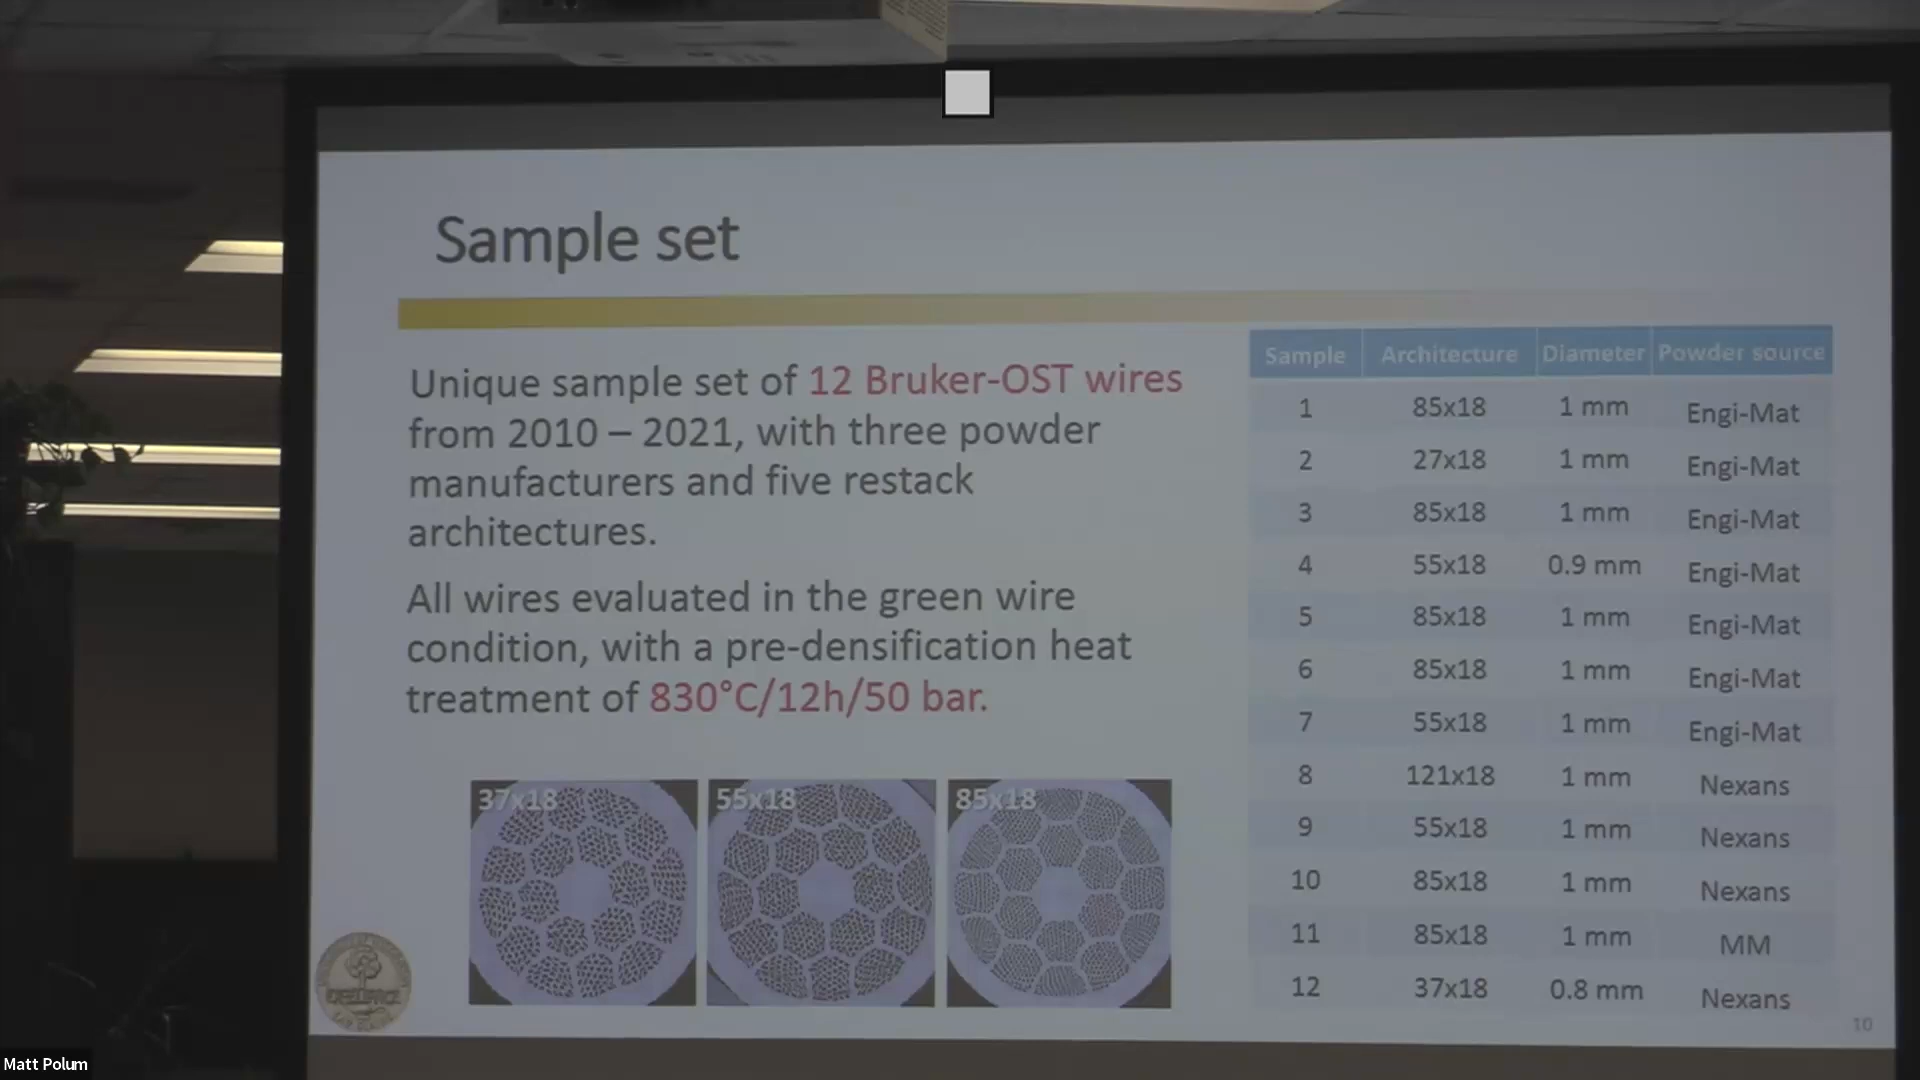 Sample set
Unique sample set of 12 Bruker-OST wires
from 2010 – 2021, with three powder
manufacturers and five restack
architectures.
All wires evaluated in the green wire
condition, with a pre-densification heat
treatment of 830°C/12h/50 bar.
37x18 55x18 85x18
Sample Architecture Diameter Powder source
1 85x18 1 mm Engi-Mat
2 27x18 1 mm Engi-Mat
3 85x18 1 mm Engi-Mat
4 55x18 0.9 mm Engi-Mat
5 85x18 1 mm Engi-Mat
6 85x18 1 mm Engi-Mat
7 55x18 1 mm Engi-Mat
8 121x18 1 mm Nexans
9 55x18 1 mm Nexans
10 85x18 1 mm Nexans
11 85x18 1 mm MM
12 37x18 0.8 mm Nexans
10
Matt Polum